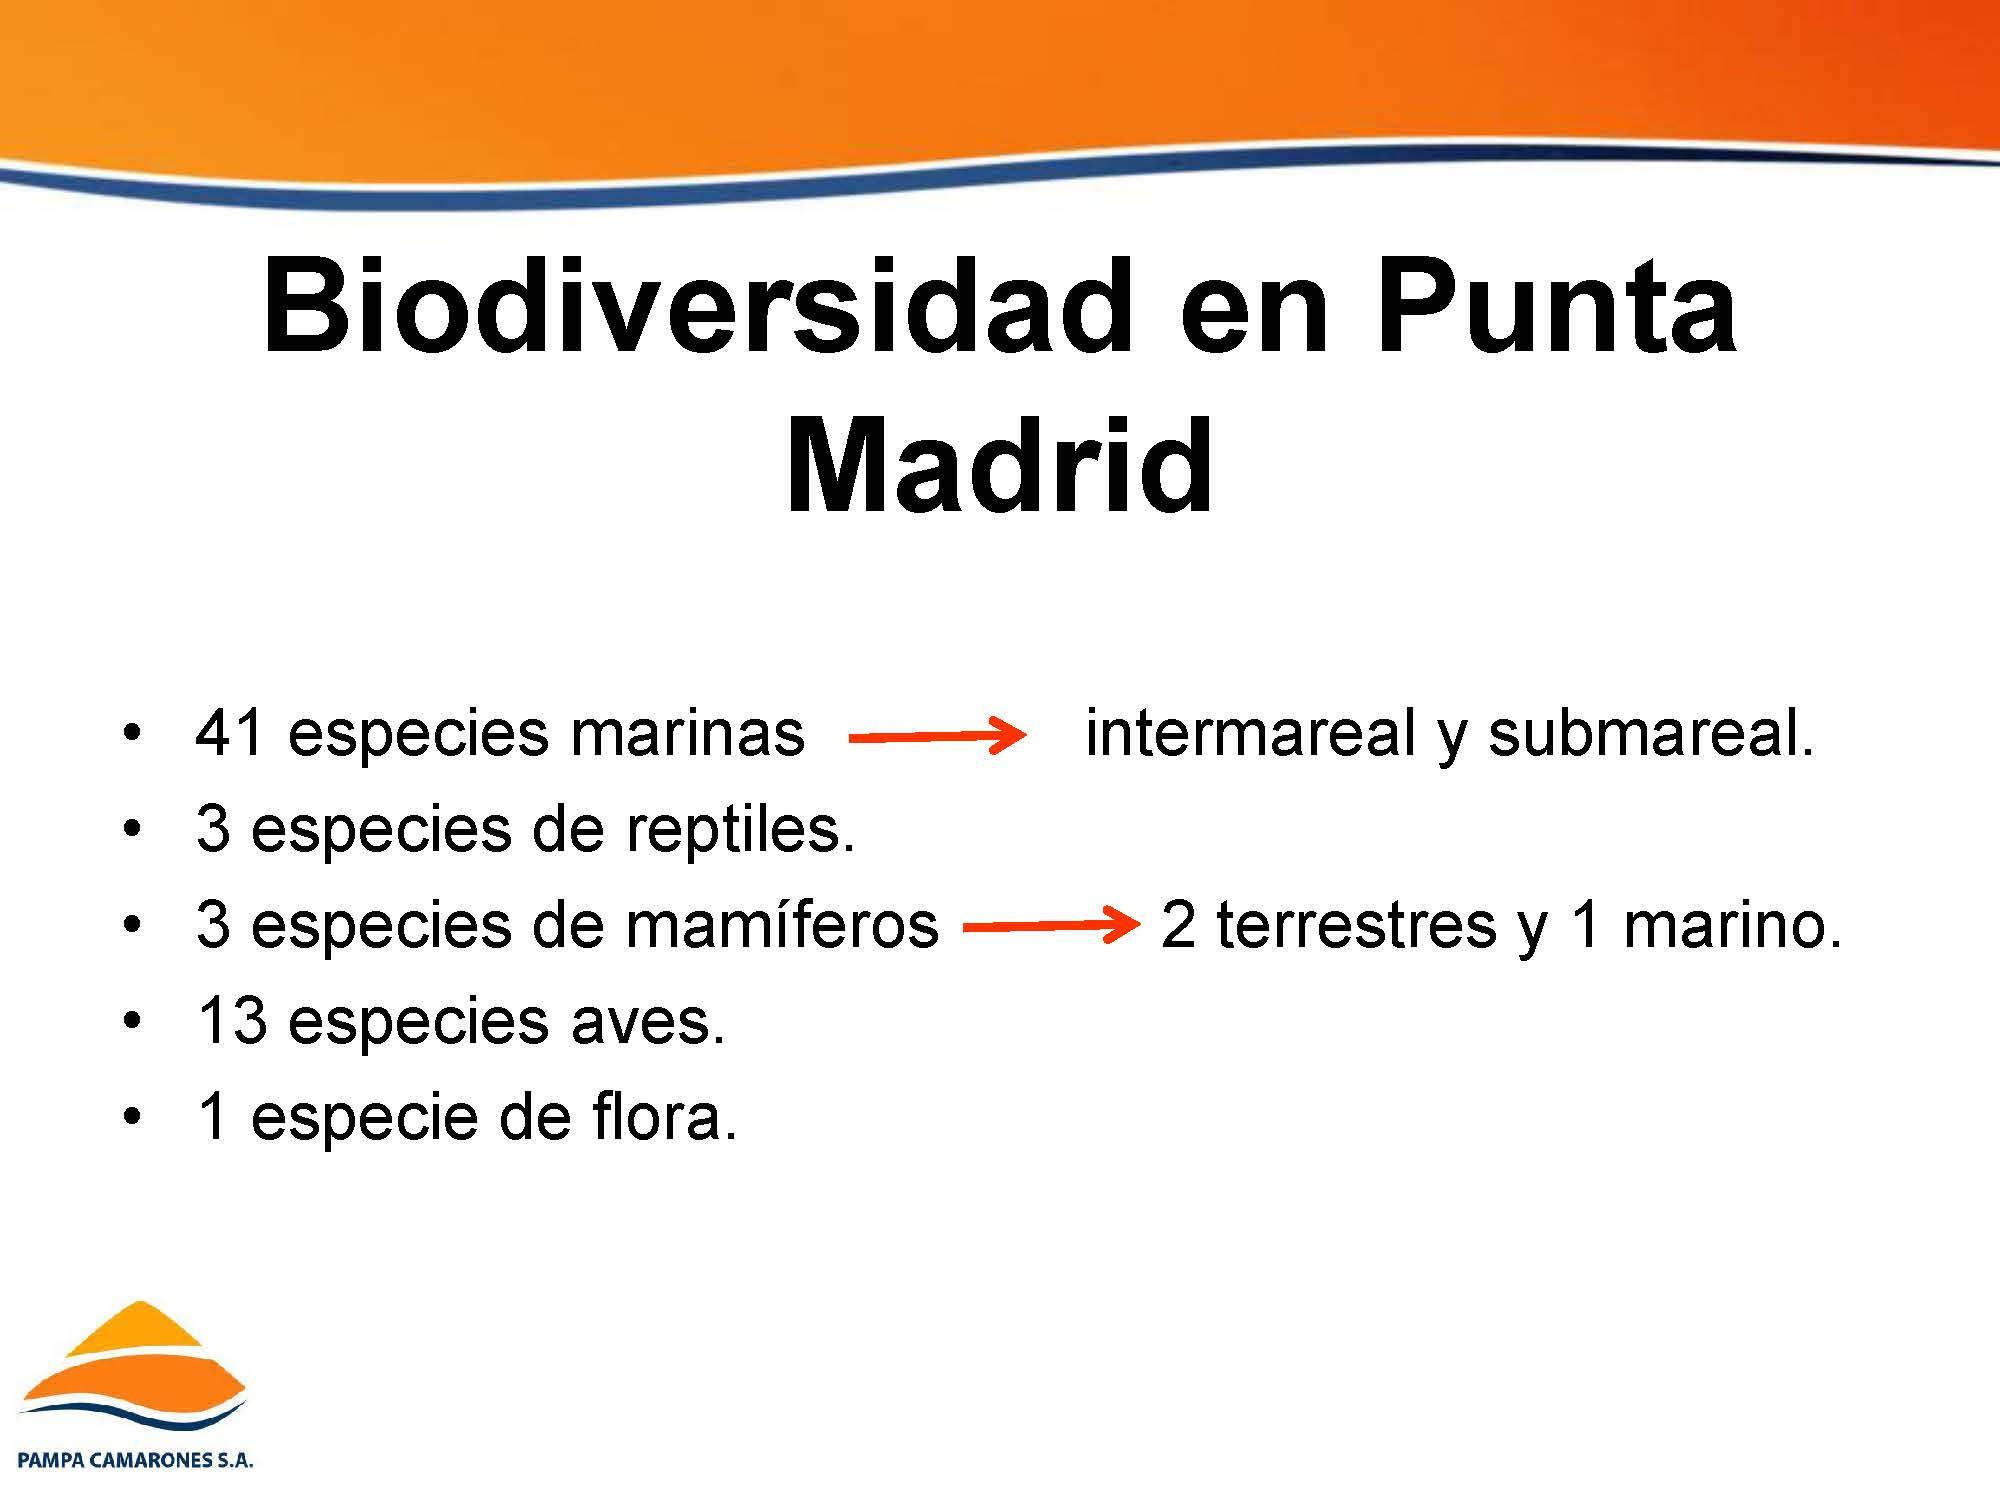 Biodiversidad en Punta
Madrid
• 41 especies marinas → intermareal y submareal.
• 3 especies de reptiles.
• 3 especies de mamíferos → 2 terrestres y 1 marino.
• 13 especies aves.
• 1 especie de flora.
PAMPA CAMARONES S.A.